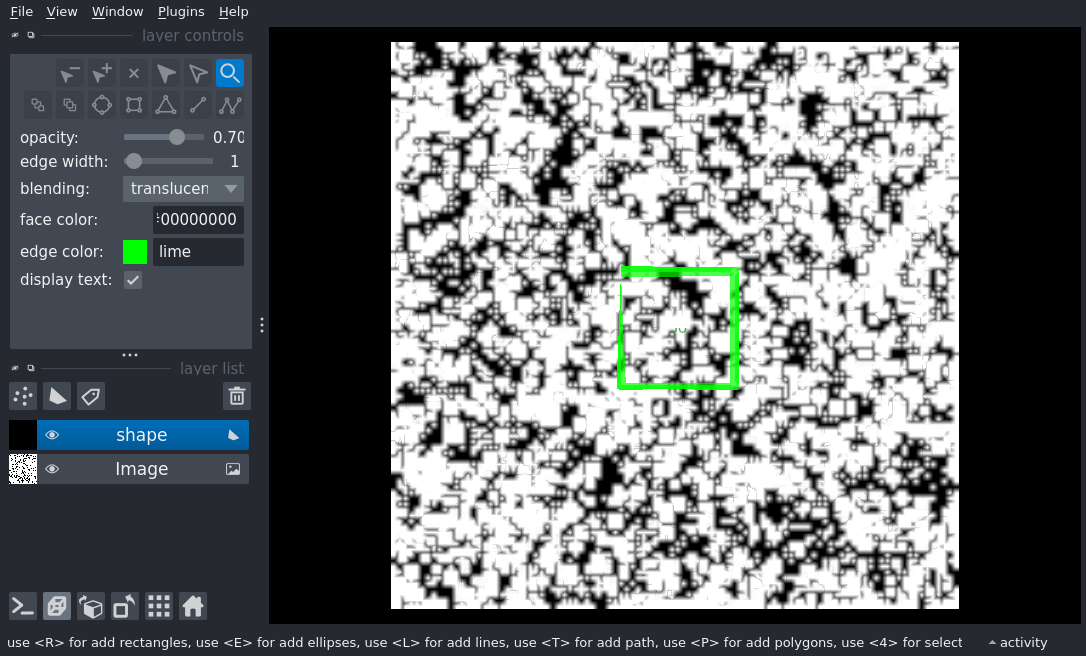 File View Window Plugins Help
layer controls
opacity: 0.70
edge width: 1
blending: translucen
face color: 00000000
edge color: lime
display text:
layer list
shape
Image
use <R> for add rectangles, use <E> for add ellipses, use <L> for add lines, use <T> for add path, use <P> for add polygons, use <4> for select
activity